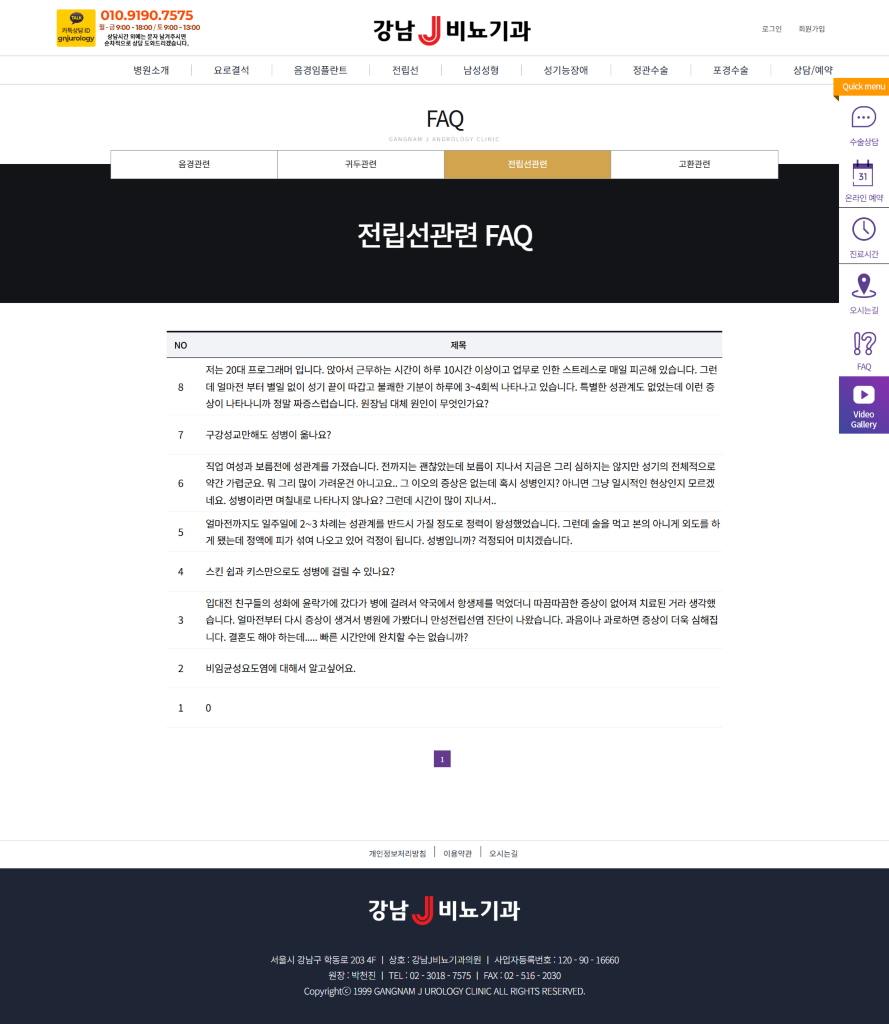 TALK
카톡상담 ID
gnjurology
010.9190.7575
월 - 금 9:00 - 18:00 / 토 9:00 - 13:00
상담시간 외에는 문자 남겨주시면
순차적으로 상담 도와드리겠습니다.
강남 J 비뇨기과
로그인 회원가입
병원소개 요로결석 음경임플란트 전립선 남성성형 성기능장애 정관수술 포경수술 상담/예약
Quick menu
수술상담
31
온라인 예약
진료시간
오시는길
FAQ
Video
Gallery
FAQ
GANGNAM J ANDROLOGY CLINIC
음경관련 귀두관련 전립선관련 고환관련
전립선관련 FAQ
NO 제목
8 저는 20대 프로그래머 입니다. 앉아서 근무하는 시간이 하루 10시간 이상이고 업무로 인한 스트레스로 매일 피곤해 있습니다. 그런
데 얼마전 부터 별일 없이 성기 끝이 따갑고 불쾌한 기분이 하루에 3~4회씩 나타나고 있습니다. 특별한 성관계도 없었는데 이런 증
상이 나타나니까 정말 짜증스럽습니다. 원장님 대체 원인이 무엇인가요?
7 구강성교만해도 성병이 옮나요?
6 직업 여성과 보름전에 성관계를 가졌습니다. 전까지는 괜찮았는데 보름이 지나서 지금은 그리 심하지는 않지만 성기의 전체적으로
약간 가렵군요. 뭐 그리 많이 가려운건 아니고요.. 그 이오의 증상은 없는데 혹시 성병인지? 아니면 그냥 일시적인 현상인지 모르겠
네요. 성병이라면 며칠내로 나타나지 않나요? 그런데 시간이 많이 지나서..
5 얼마전까지도 일주일에 2~3 차례는 성관계를 반드시 가질 정도로 정력이 왕성했었습니다. 그런데 술을 먹고 본의 아니게 외도를 하
게 됐는데 정액에 피가 섞여 나오고 있어 걱정이 됩니다. 성병입니까? 걱정되어 미치겠습니다.
4 스킨 쉽과 키스만으로도 성병에 걸릴 수 있나요?
3 입대전 친구들의 성화에 윤락가에 갔다가 병에 걸려서 약국에서 항생제를 먹었더니 따끔따끔한 증상이 없어져 치료된 거라 생각했
습니다. 얼마전부터 다시 증상이 생겨서 병원에 가봤더니 만성전립선염 진단이 나왔습니다. 과음이나 과로하면 증상이 더욱 심해집
니다. 결혼도 해야 하는데..... 빠른 시간안에 완치할 수는 없습니까?
2 비임균성요도염에 대해서 알고싶어요.
1 0
1
개인정보처리방침 이용약관 오시는길
강남 J 비뇨기과
서울시 강남구 학동로 203 4F ㅣ 상호 : 강남J비뇨기과의원 ㅣ 사업자등록번호 : 120 - 90 - 16660
원장 : 박천진 ㅣ TEL : 02 - 3018 - 7575 ㅣ FAX : 02 - 516 - 2030
Copyrightⓒ 1999 GANGNAM J UROLOGY CLINIC ALL RIGHTS RESERVED.